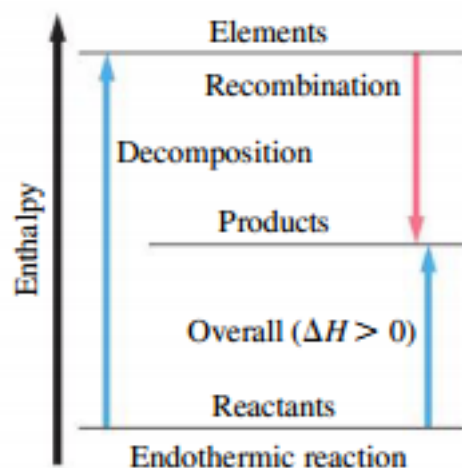 Elements
Recombination
Decomposition
Enthalpy
Products
Overall (ΔH > 0)
Reactants
Endothermic reaction